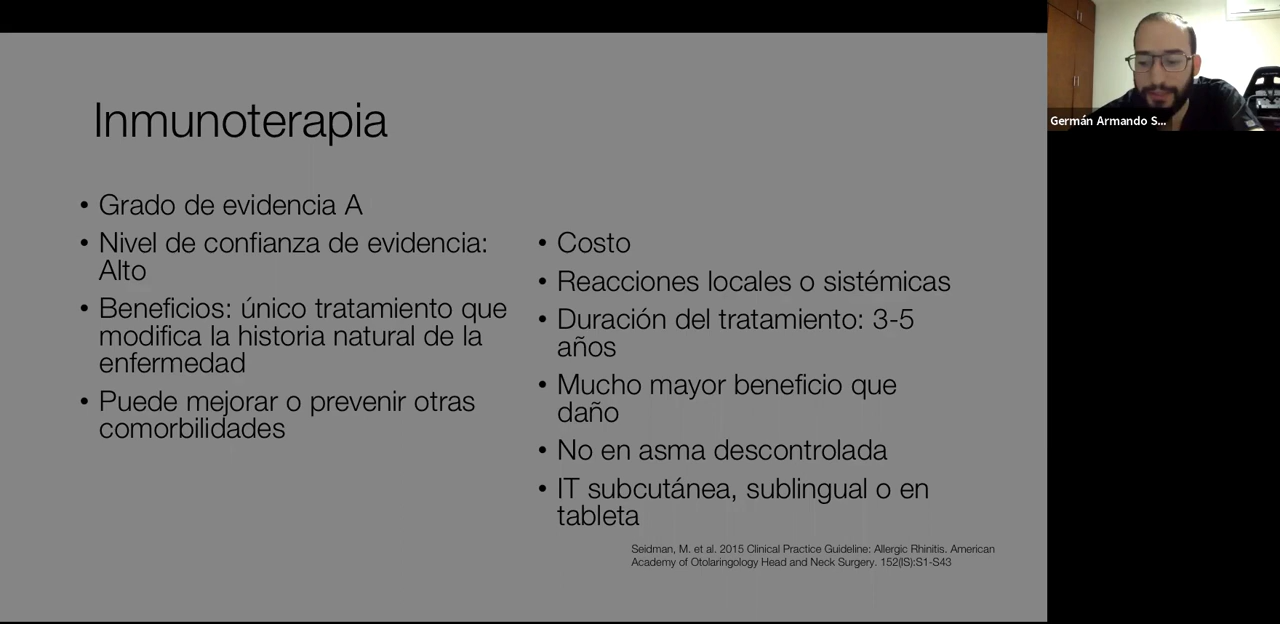 Inmunoterapia
• Grado de evidencia A
• Nivel de confianza de evidencia:
Alto
• Beneficios: único tratamiento que
modifica la historia natural de la
enfermedad
• Puede mejorar o prevenir otras
comorbilidades
• Costo
• Reacciones locales o sistémicas
• Duración del tratamiento: 3-5
años
• Mucho mayor beneficio que
daño
• No en asma descontrolada
• IT subcutánea, sublingual o en
tableta
Seidman, M. et al. 2015 Clinical Practice Guideline: Allergic Rhinitis. American
Academy of Otolaringology Head and Neck Surgery. 152(IS):S1-S43
Germán Armando S...